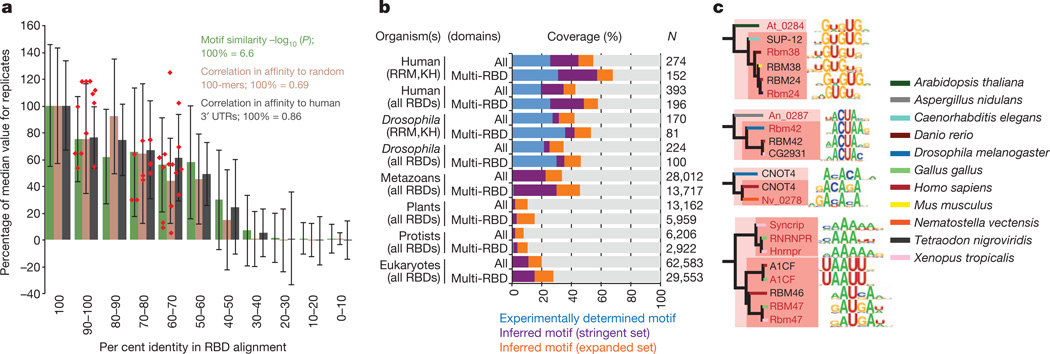 a
Percentage of median value for replicates
160
140
120
100
80
60
40
20
0
−20
−40
Motif similarity –log10 (P);
100% = 6.6
Correlation in affinity to random
100-mers; 100% = 0.69
Correlation in affinity to human
3′ UTRs; 100% = 0.86
100
90–100
80–90
70–80
60–70
50–60
40–50
30–40
20–30
10–20
0–10
Per cent identity in RBD alignment
b
Organism(s) (domains) Coverage (%) N
Human (RRM,KH) All 274
Multi-RBD 152
Human (all RBDs) All 393
Multi-RBD 196
Drosophila (RRM,KH) All 170
Multi-RBD 81
Drosophila (all RBDs) All 224
Multi-RBD 100
Metazoans (all RBDs) All 28,012
Multi-RBD 13,717
Plants (all RBDs) All 13,162
Multi-RBD 5,959
Protists (all RBDs) All 6,206
Multi-RBD 2,922
Eukaryotes (all RBDs) All 62,583
Multi-RBD 29,553
0 20 40 60 80 100
Experimentally determined motif
Inferred motif (stringent set)
Inferred motif (expanded set)
c
At_0284
SUP-12
Rbm38
RBM38
RBM24
Rbm24
An_0287
Rbm42
RBM42
CG2931
CNOT4
CNOT4
Nv_0278
Syncrip
RNRNPR
Hnrnpr
A1CF
A1CF
RBM46
RBM47
Rbm47
Arabidopsis thaliana
Aspergillus nidulans
Caenorhabditis elegans
Danio rerio
Drosophila melanogaster
Gallus gallus
Homo sapiens
Mus musculus
Nematostella vectensis
Tetraodon nigroviridis
Xenopus tropicalis